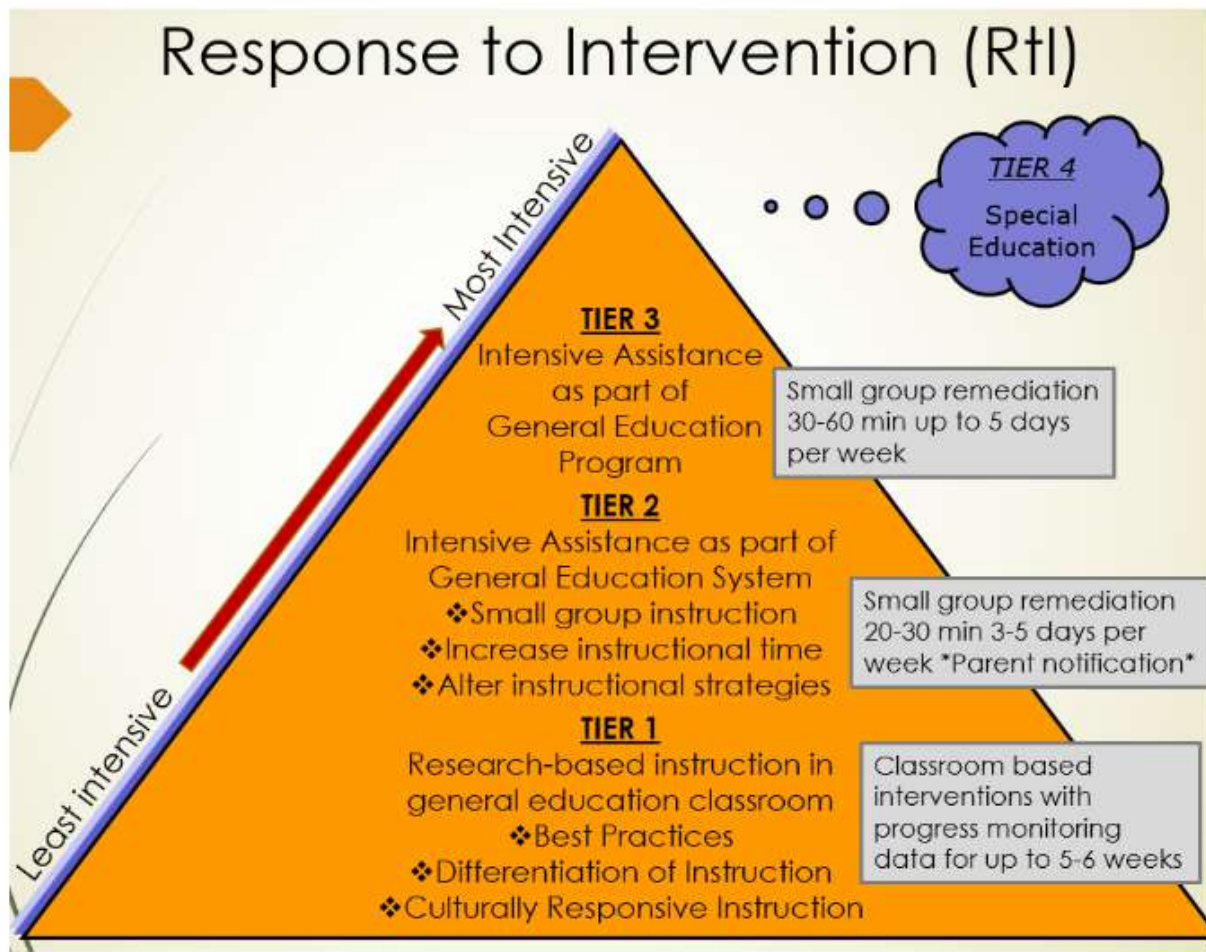 Response to Intervention (RtI)
Most Intensive
Least intensive
TIER 4
Special
Education
TIER 3
Intensive Assistance
as part of
General Education
Program
Small group remediation
30-60 min up to 5 days
per week
TIER 2
Intensive Assistance as part of
General Education System
❖Small group instruction
❖Increase instructional time
❖Alter instructional strategies
Small group remediation
20-30 min 3-5 days per
week *Parent notification*
TIER 1
Research-based instruction in
general education classroom
❖Best Practices
❖Differentiation of Instruction
❖Culturally Responsive Instruction
Classroom based
interventions with
progress monitoring
data for up to 5-6 weeks